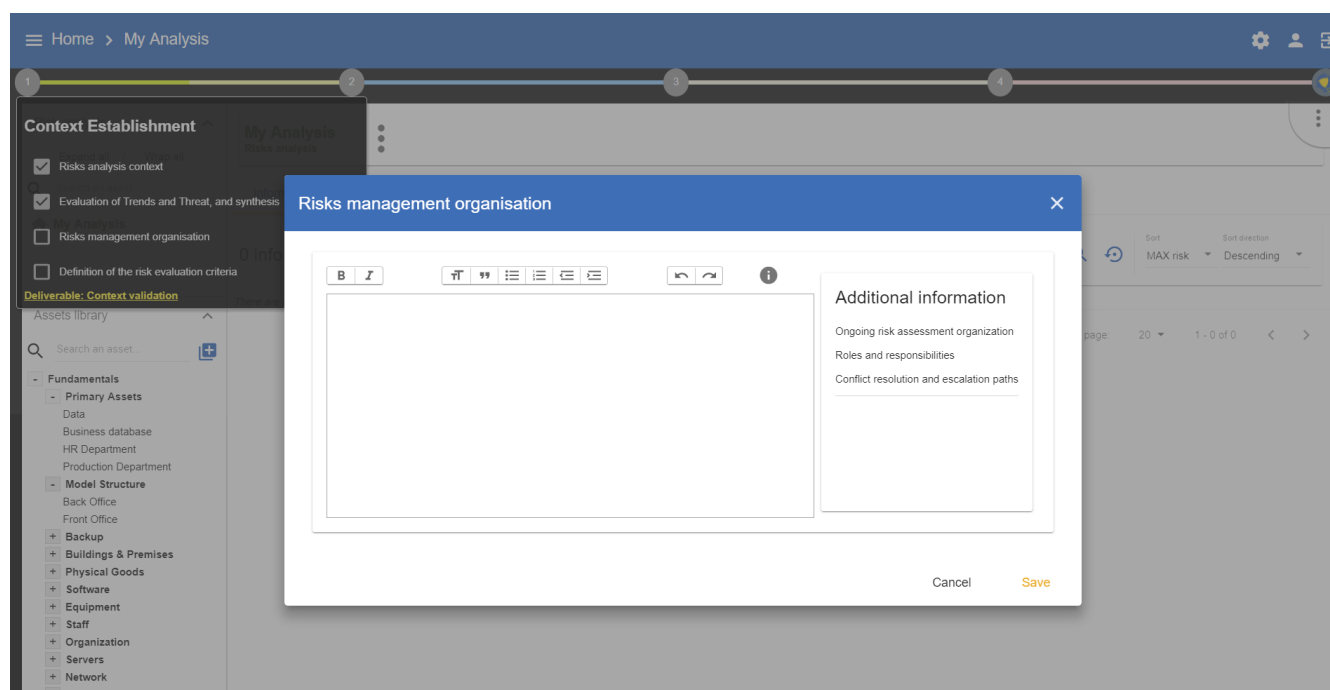 Home > My Analysis
1
2
3
4
Context Establishment
Risks analysis context
Evaluation of Trends and Threat, and synthesis
Risks management organisation
Definition of the risk evaluation criteria
Deliverable: Context validation
My Analysis
Risks analysis
My Analysis
0 Info
Risks management organisation
B I
Additional information
Ongoing risk assessment organization
Roles and responsibilities
Conflict resolution and escalation paths
Cancel
Save
Sort
MAX risk
Sort direction
Descending
page:
20
1 - 0 of 0
Assets library
Search an asset...
- Fundamentals
- Primary Assets
Data
Business database
HR Department
Production Department
- Model Structure
Back Office
Front Office
+ Backup
+ Buildings & Premises
+ Physical Goods
+ Software
+ Equipment
+ Staff
+ Organization
+ Servers
+ Network